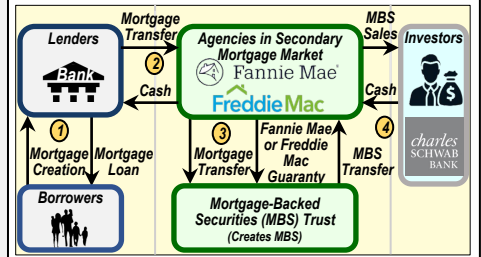 Lenders
Bank
Mortgage
Transfer
2
Cash
Agencies in Secondary
Mortgage Market
Fannie Mae®
Freddie Mac
MBS
Sales
Cash
4
Investors
charles
SCHWAB
BANK
1
Mortgage
Creation
Mortgage
Loan
3
Mortgage
Transfer
Fannie Mae
or Freddie
Mac
Guaranty
MBS
Transfer
Borrowers
Mortgage-Backed
Securities (MBS) Trust
(Creates MBS)